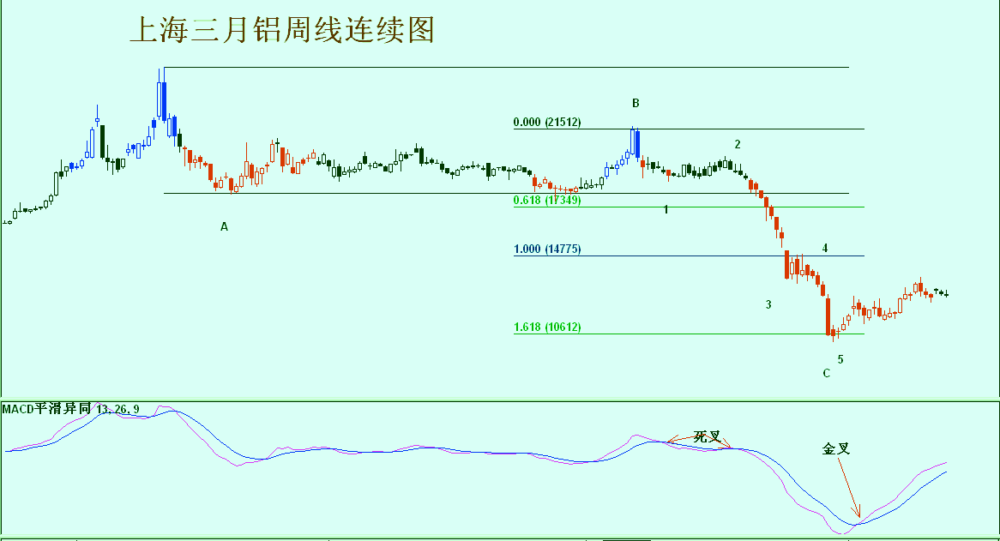 上海三月铝周线连续图
B
0.000 (21512)
2
0.618 (17349)
1
A
1.000 (14775)
4
3
1.618 (10612)
5
C
MACD平滑异同 13,26,9
死叉
金叉